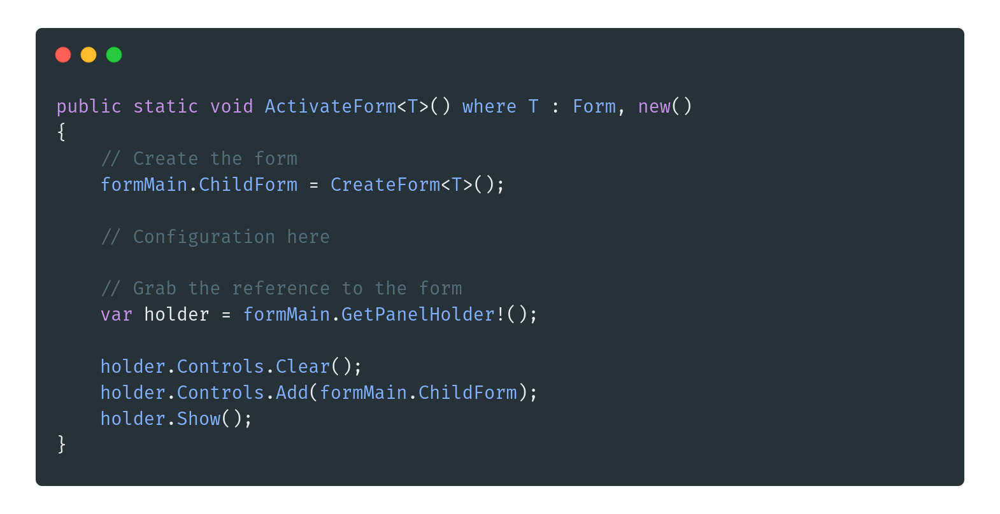 public static void ActivateForm<T>() where T : Form, new()
{
    // Create the form
    formMain.ChildForm = CreateForm<T>();

    // Configuration here

    // Grab the reference to the form
    var holder = formMain.GetPanelHolder!();

    holder.Controls.Clear();
    holder.Controls.Add(formMain.ChildForm);
    holder.Show();
}